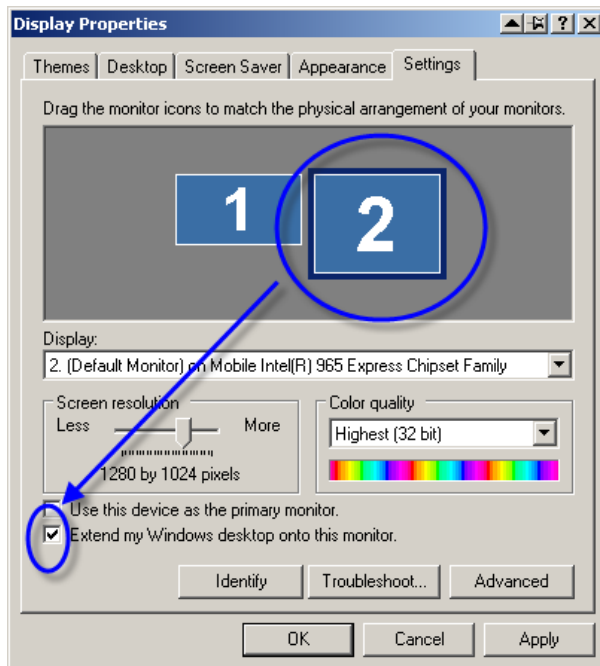 Display Properties
Themes Desktop Screen Saver Appearance Settings
Drag the monitor icons to match the physical arrangement of your monitors.
1 2
Display:
2. (Default Monitor) on Mobile Intel(R) 965 Express Chipset Family
Screen resolution Color quality
Less More
Highest (32 bit)
1280 by 1024 pixels
Use this device as the primary monitor.
Extend my Windows desktop onto this monitor.
Identify Troubleshoot... Advanced
OK Cancel Apply